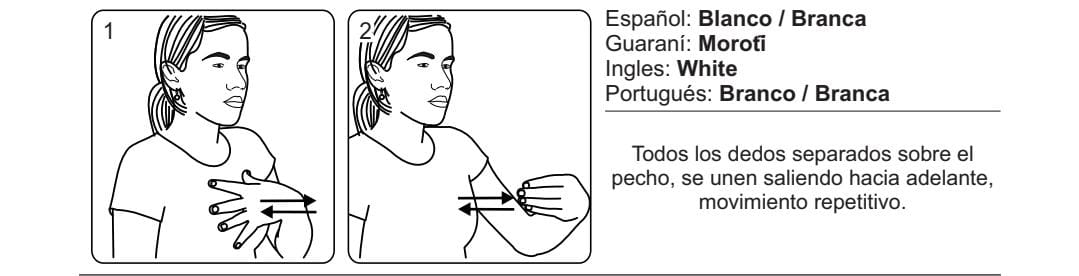 1
2
Español: Blanco / Branca
Guaraní: Morotĩ
Ingles: White
Portugués: Branco / Branca
Todos los dedos separados sobre el
pecho, se unen saliendo hacia adelante,
movimiento repetitivo.